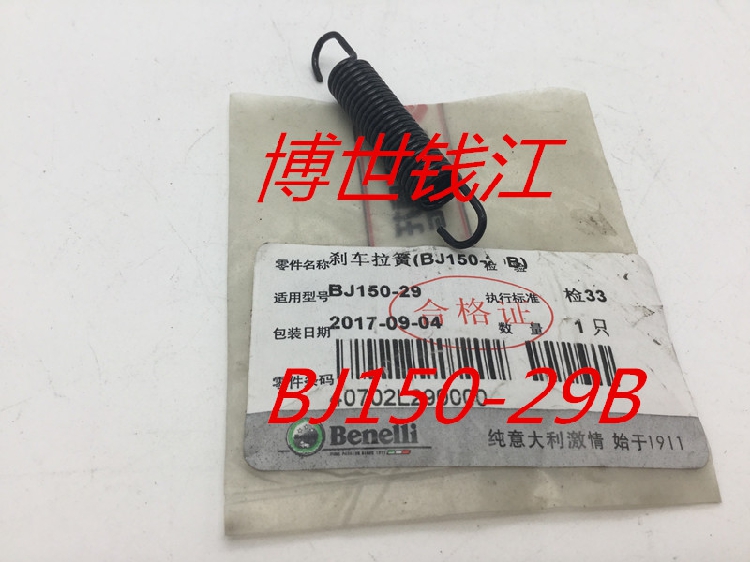 博世钱江
零件名称 刹车拉簧(BJ150- B)
检 验
适用型号 BJ150-29 执行标准 检33
合格证
包装日期 2017-09-04 数 量 1 只
零件条码
40702L290000
BJ150-29B
Benelli 纯意大利激情 始于1911